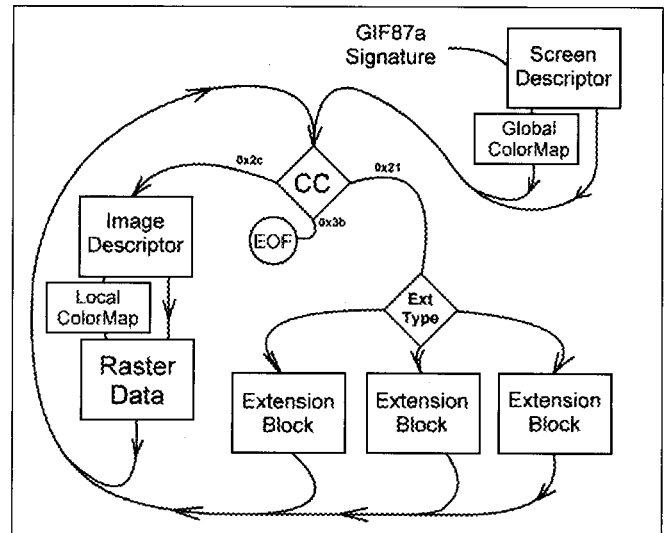 GIF87a
Signature
Screen
Descriptor
Global
ColorMap
0x2c
CC
0x21
0x3b
EOF
Image
Descriptor
Local
ColorMap
Raster
Data
Ext
Type
Extension
Block
Extension
Block
Extension
Block